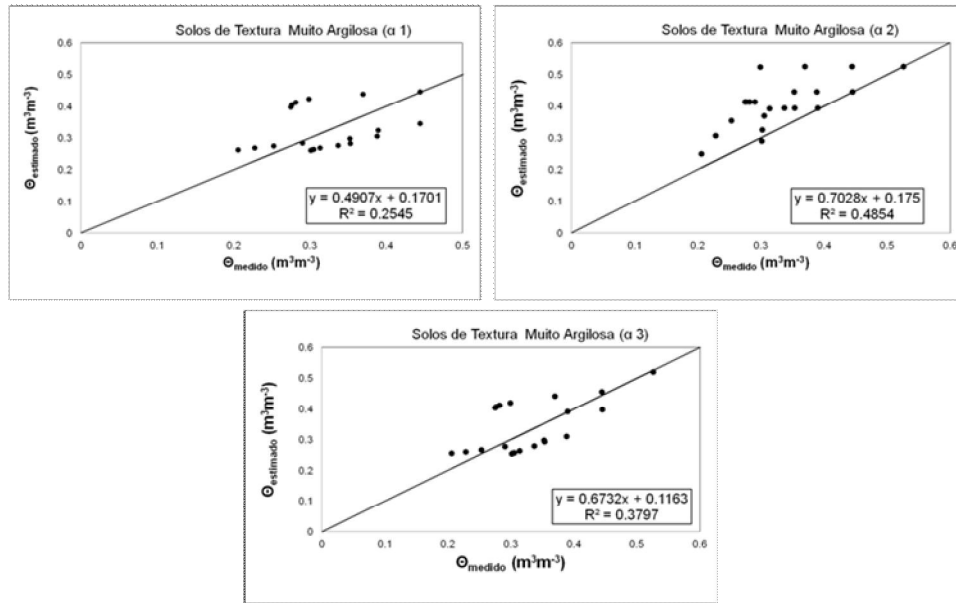 Solos de Textura Muito Argilosa (α 1)
0.6
0.5
0.4
0.3
0.2
0.1
0
Θestimado (m³m⁻³)
y = 0.4907x + 0.1701
R² = 0.2545
0 0.1 0.2 0.3 0.4 0.5
Θmedido (m³m⁻³)
Solos de Textura Muito Argilosa (α 2)
0.6
0.5
0.4
0.3
0.2
0.1
0
Θestimado (m³m⁻³)
y = 0.7028x + 0.175
R² = 0.4854
0 0.1 0.2 0.3 0.4 0.5 0.6
Θmedido (m³m⁻³)
Solos de Textura Muito Argilosa (α 3)
0.6
0.5
0.4
0.3
0.2
0.1
0
Θestimado (m³m⁻³)
y = 0.6732x + 0.1163
R² = 0.3797
0 0.1 0.2 0.3 0.4 0.5 0.6
Θmedido (m³m⁻³)